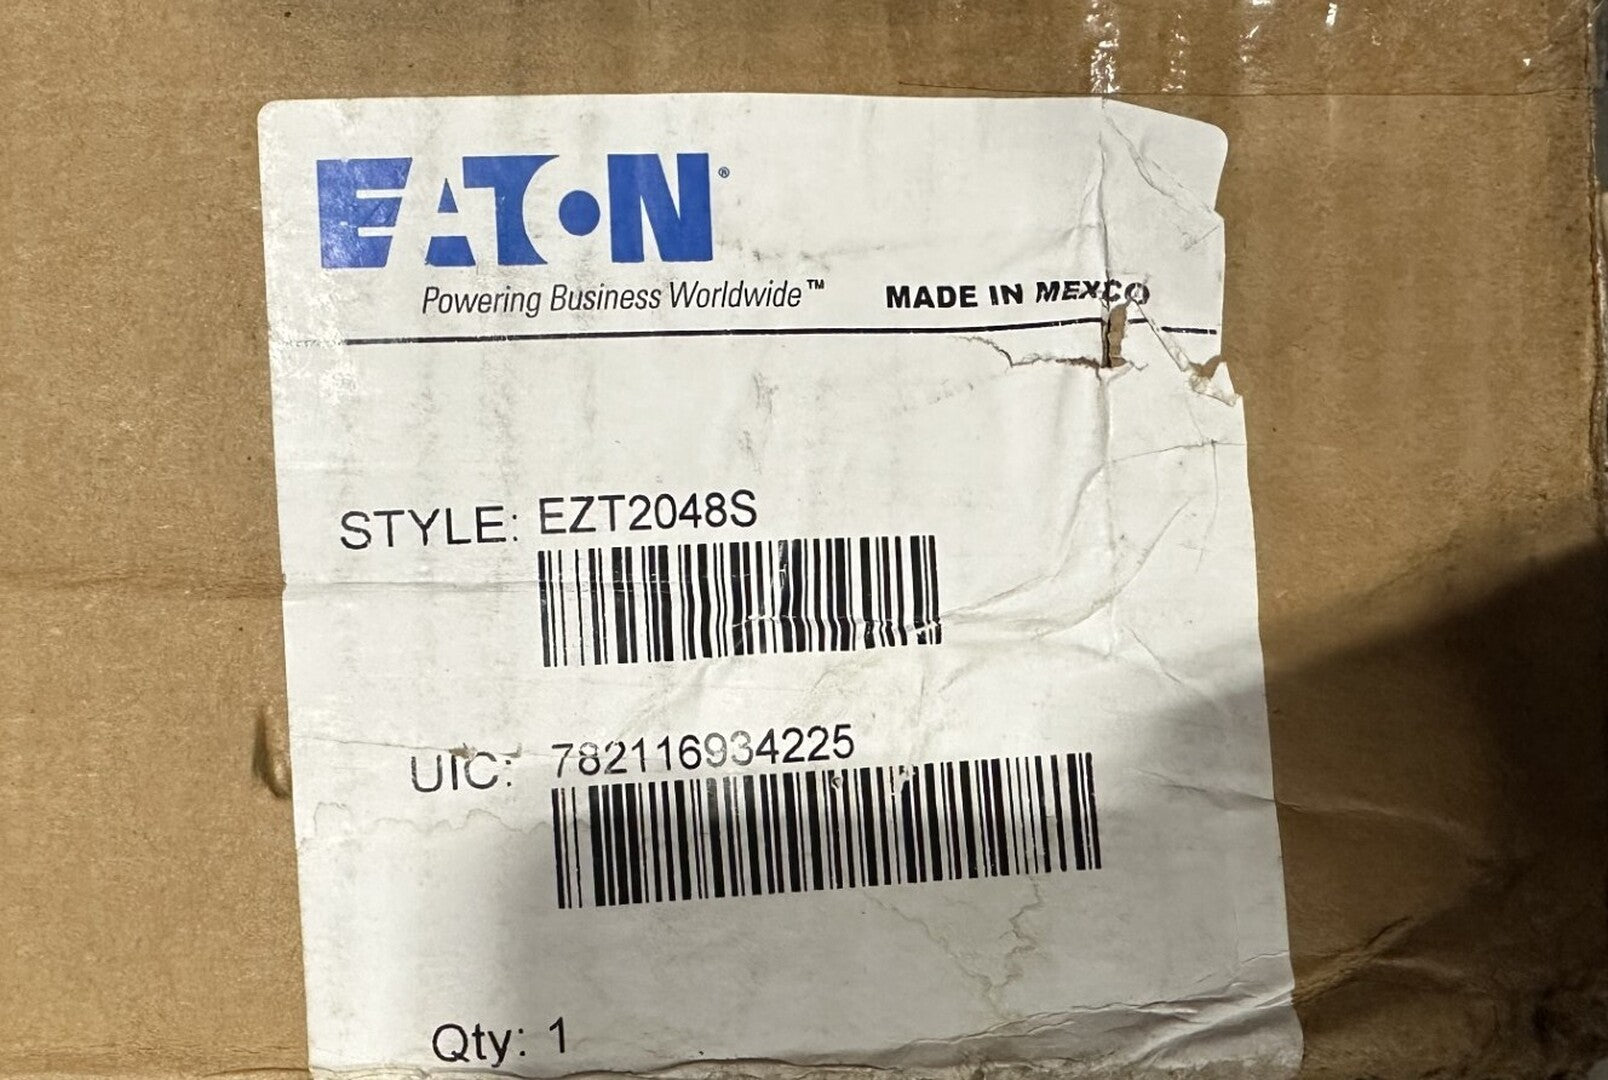 EATON®
Powering Business Worldwide™
MADE IN MEXCO
STYLE: EZT2048S
UIC: 782116934225
Qty: 1